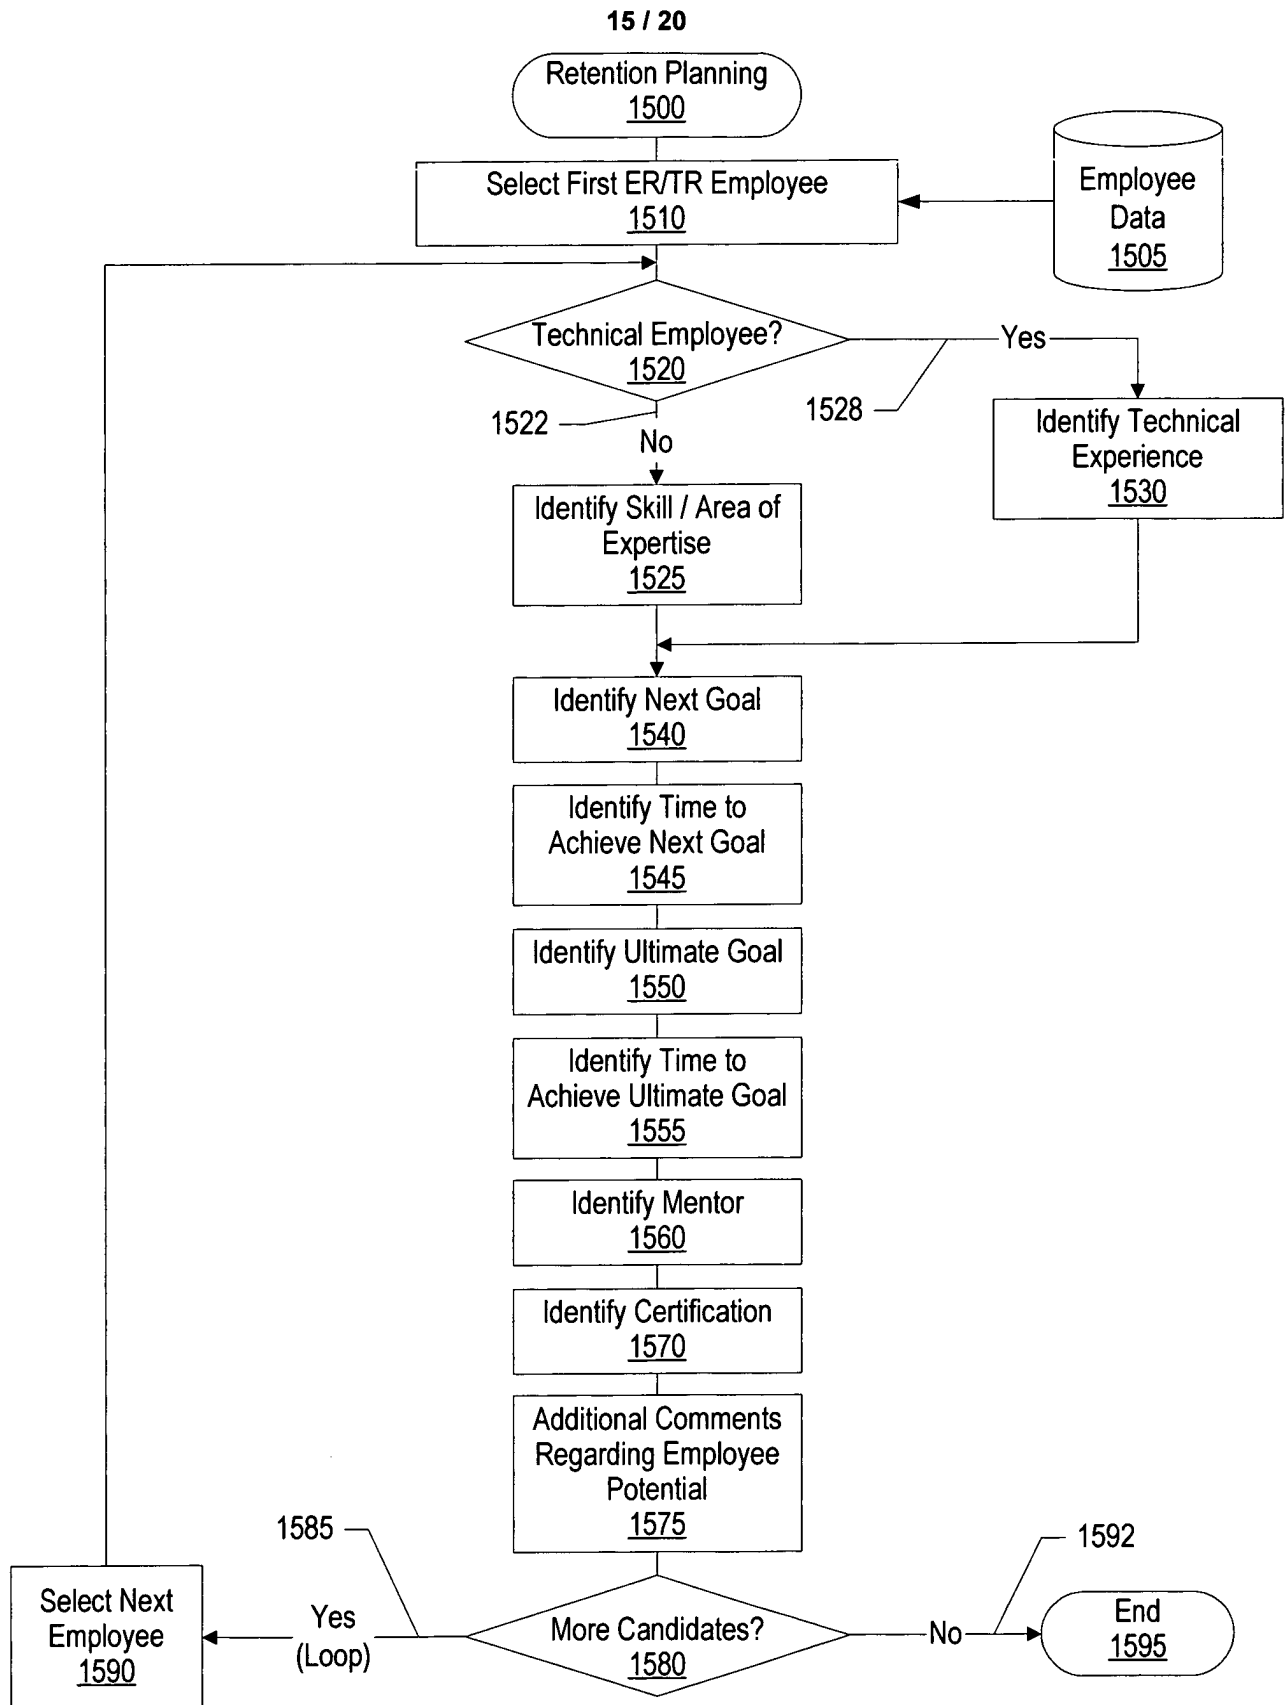 15 / 20
Retention Planning
1500
Select First ER/TR Employee
1510
Employee
Data
1505
Technical Employee?
1520
Yes
1528
1522
No
Identify Technical
Experience
1530
Identify Skill / Area of
Expertise
1525
Identify Next Goal
1540
Identify Time to
Achieve Next Goal
1545
Identify Ultimate Goal
1550
Identify Time to
Achieve Ultimate Goal
1555
Identify Mentor
1560
Identify Certification
1570
Additional Comments
Regarding Employee
Potential
1575
1585
1592
Select Next
Employee
1590
Yes
(Loop)
More Candidates?
1580
No
End
1595